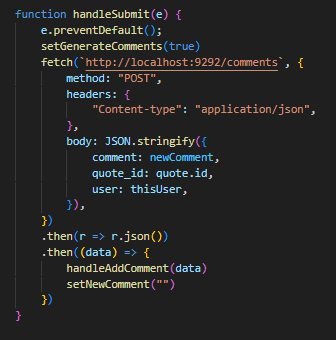 function handleSubmit(e) {
    e.preventDefault();
    setGenerateComments(true)
    fetch(`http://localhost:9292/comments`, {
        method: "POST",
        headers: {
            "Content-type": "application/json",
        },
        body: JSON.stringify({
            comment: newComment,
            quote_id: quote.id,
            user: thisUser,
        }),
    })
    .then(r => r.json())
    .then((data) => {
        handleAddComment(data)
        setNewComment("")
    })
}